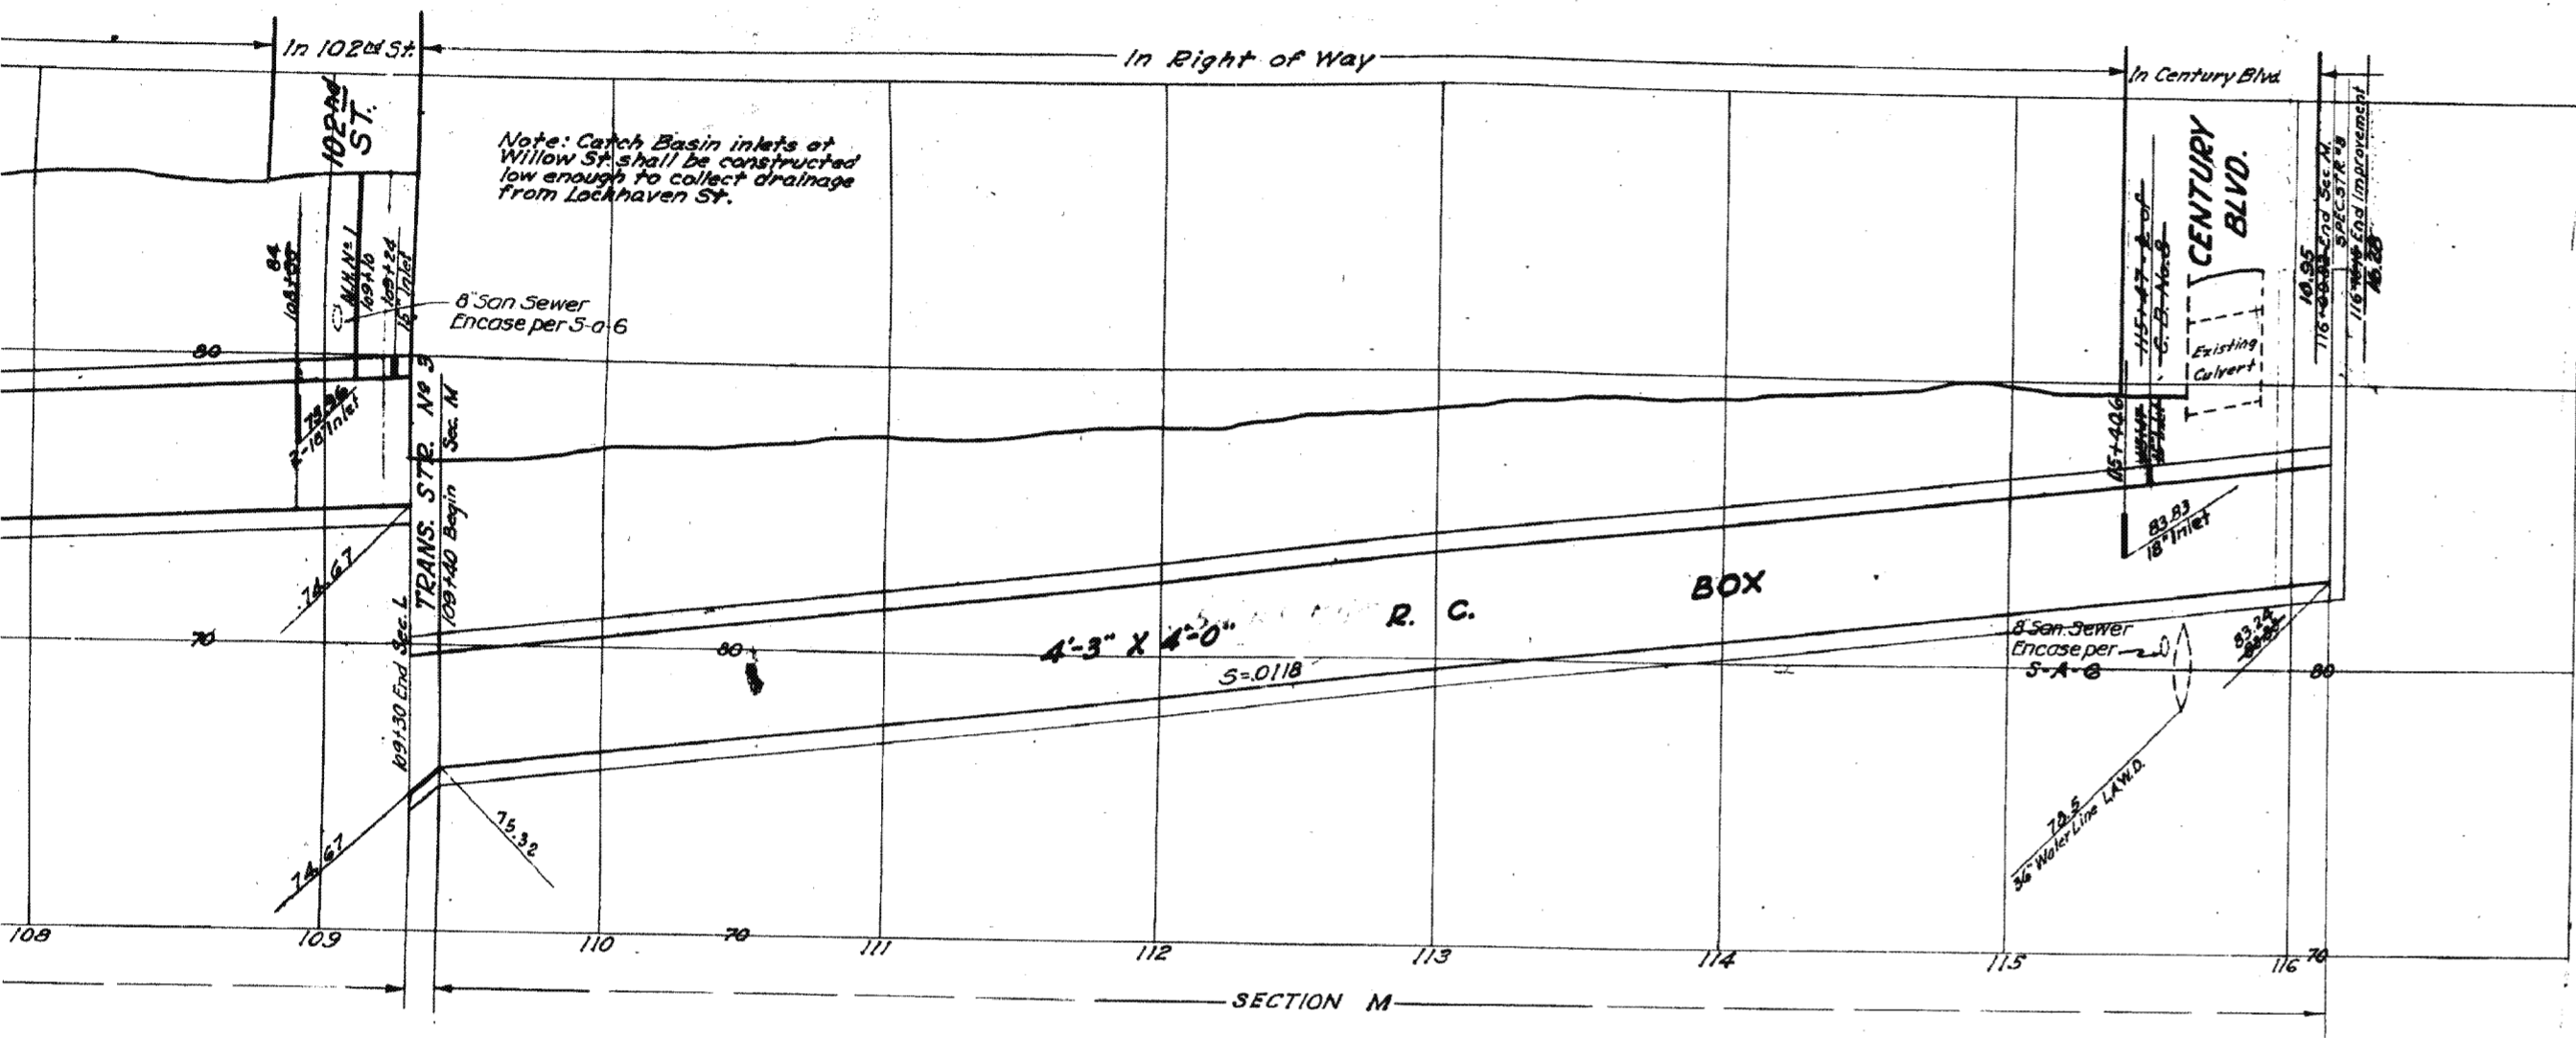 In 102nd St.
In Right of Way
In Century Blvd.
102nd
ST.
Note: Catch Basin inlets at
Willow St. shall be constructed
low enough to collect drainage
from Lockhaven St.
84
M.H. Nº 1
109+10
109+24
15" Inlet
8" San Sewer
Encase per S-a-6
80
2-18" Inlet
74.67
TRANS. STR. Nº 3
109+30 End Sec. L
109+40 Begin Sec. M
115+47
C. B. No. 8
CENTURY
BLVD.
Existing
Culvert
10.95
End Sec. M.
SPEC. STR. #8
End Improvement
16.28
115+40.6
83.83
18" Inlet
70
80
4'-3" X 4'-0" R. C. BOX
S=.0118
8" San. Sewer
Encase per
S-A-6
83.24
80
74.67
75.32
36" Water Line L.A.W.D.
108
109
110
70
111
112
113
114
115
116
70
SECTION M